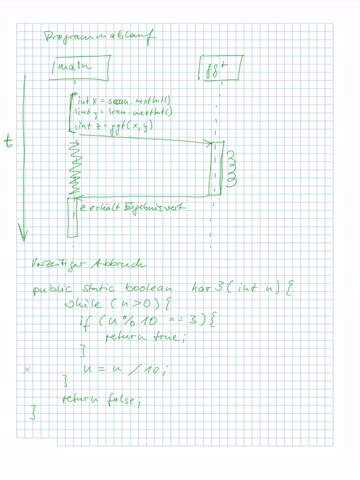 Programmablauf
main ggt
int x = scan.nextInt()
int y = scan.nextInt()
int z = ggt(x,y)
t
z erhält Ergebniswert
Vorzeitiger Abbruch
public static boolean has3(int n){
while (n>0){
if (n%10 == 3){
return true;
}
n = n /10;
}
return false;
}